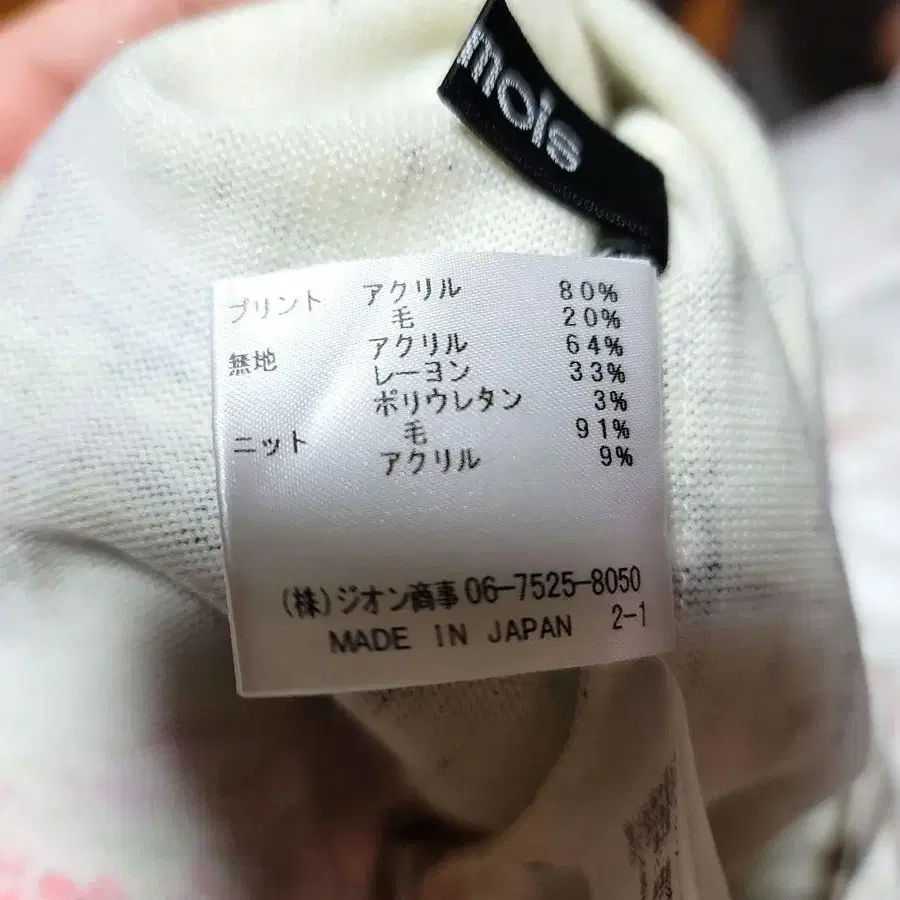 mois
プリント アクリル 80%
毛 20%
無地 アクリル 64%
レーヨン 33%
ポリウレタン 3%
ニット 毛 91%
アクリル 9%
(株)ジオン商事 06-7525-8050
MADE IN JAPAN 2-1